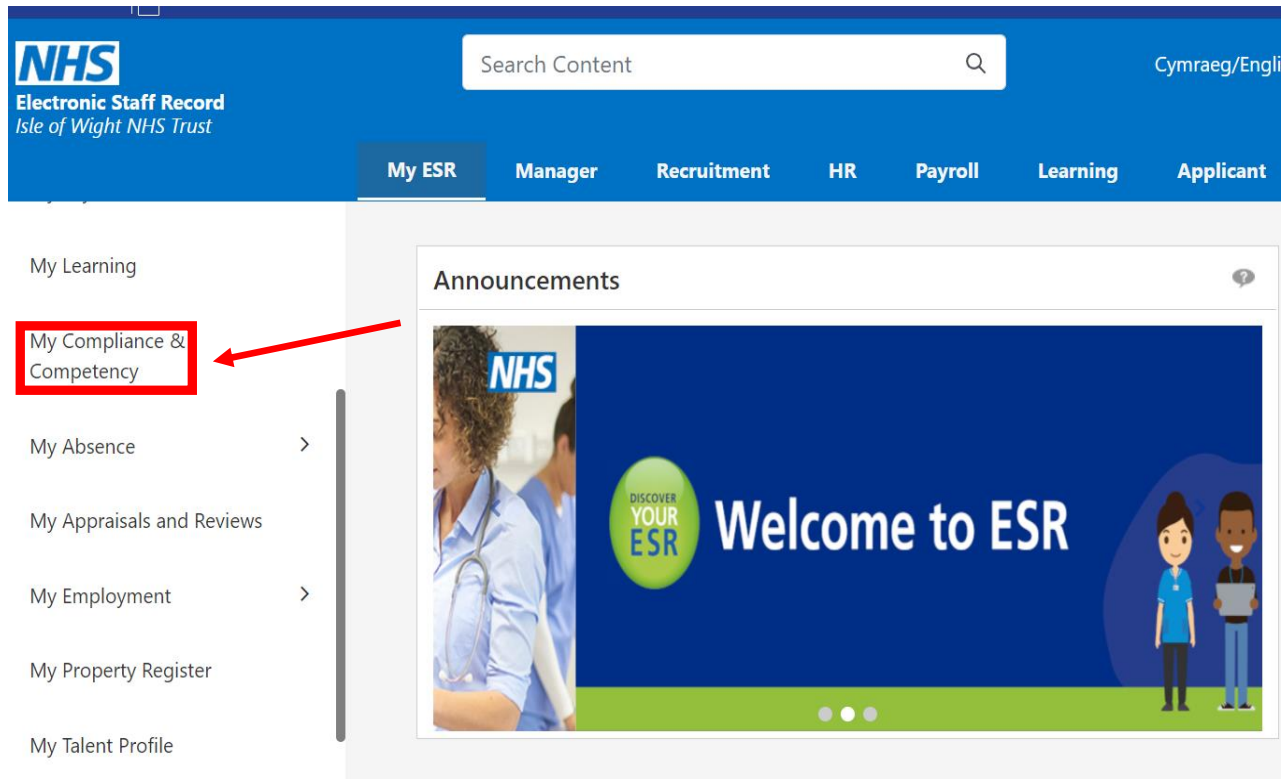 NHS
Search Content
Cymraeg/Engli
Electronic Staff Record
Isle of Wight NHS Trust
My ESR Manager Recruitment HR Payroll Learning Applicant
My Learning
My Compliance &
Competency
My Absence
My Appraisals and Reviews
My Employment
My Property Register
My Talent Profile
Announcements
?
NHS
DISCOVER
YOUR
ESR
Welcome to ESR